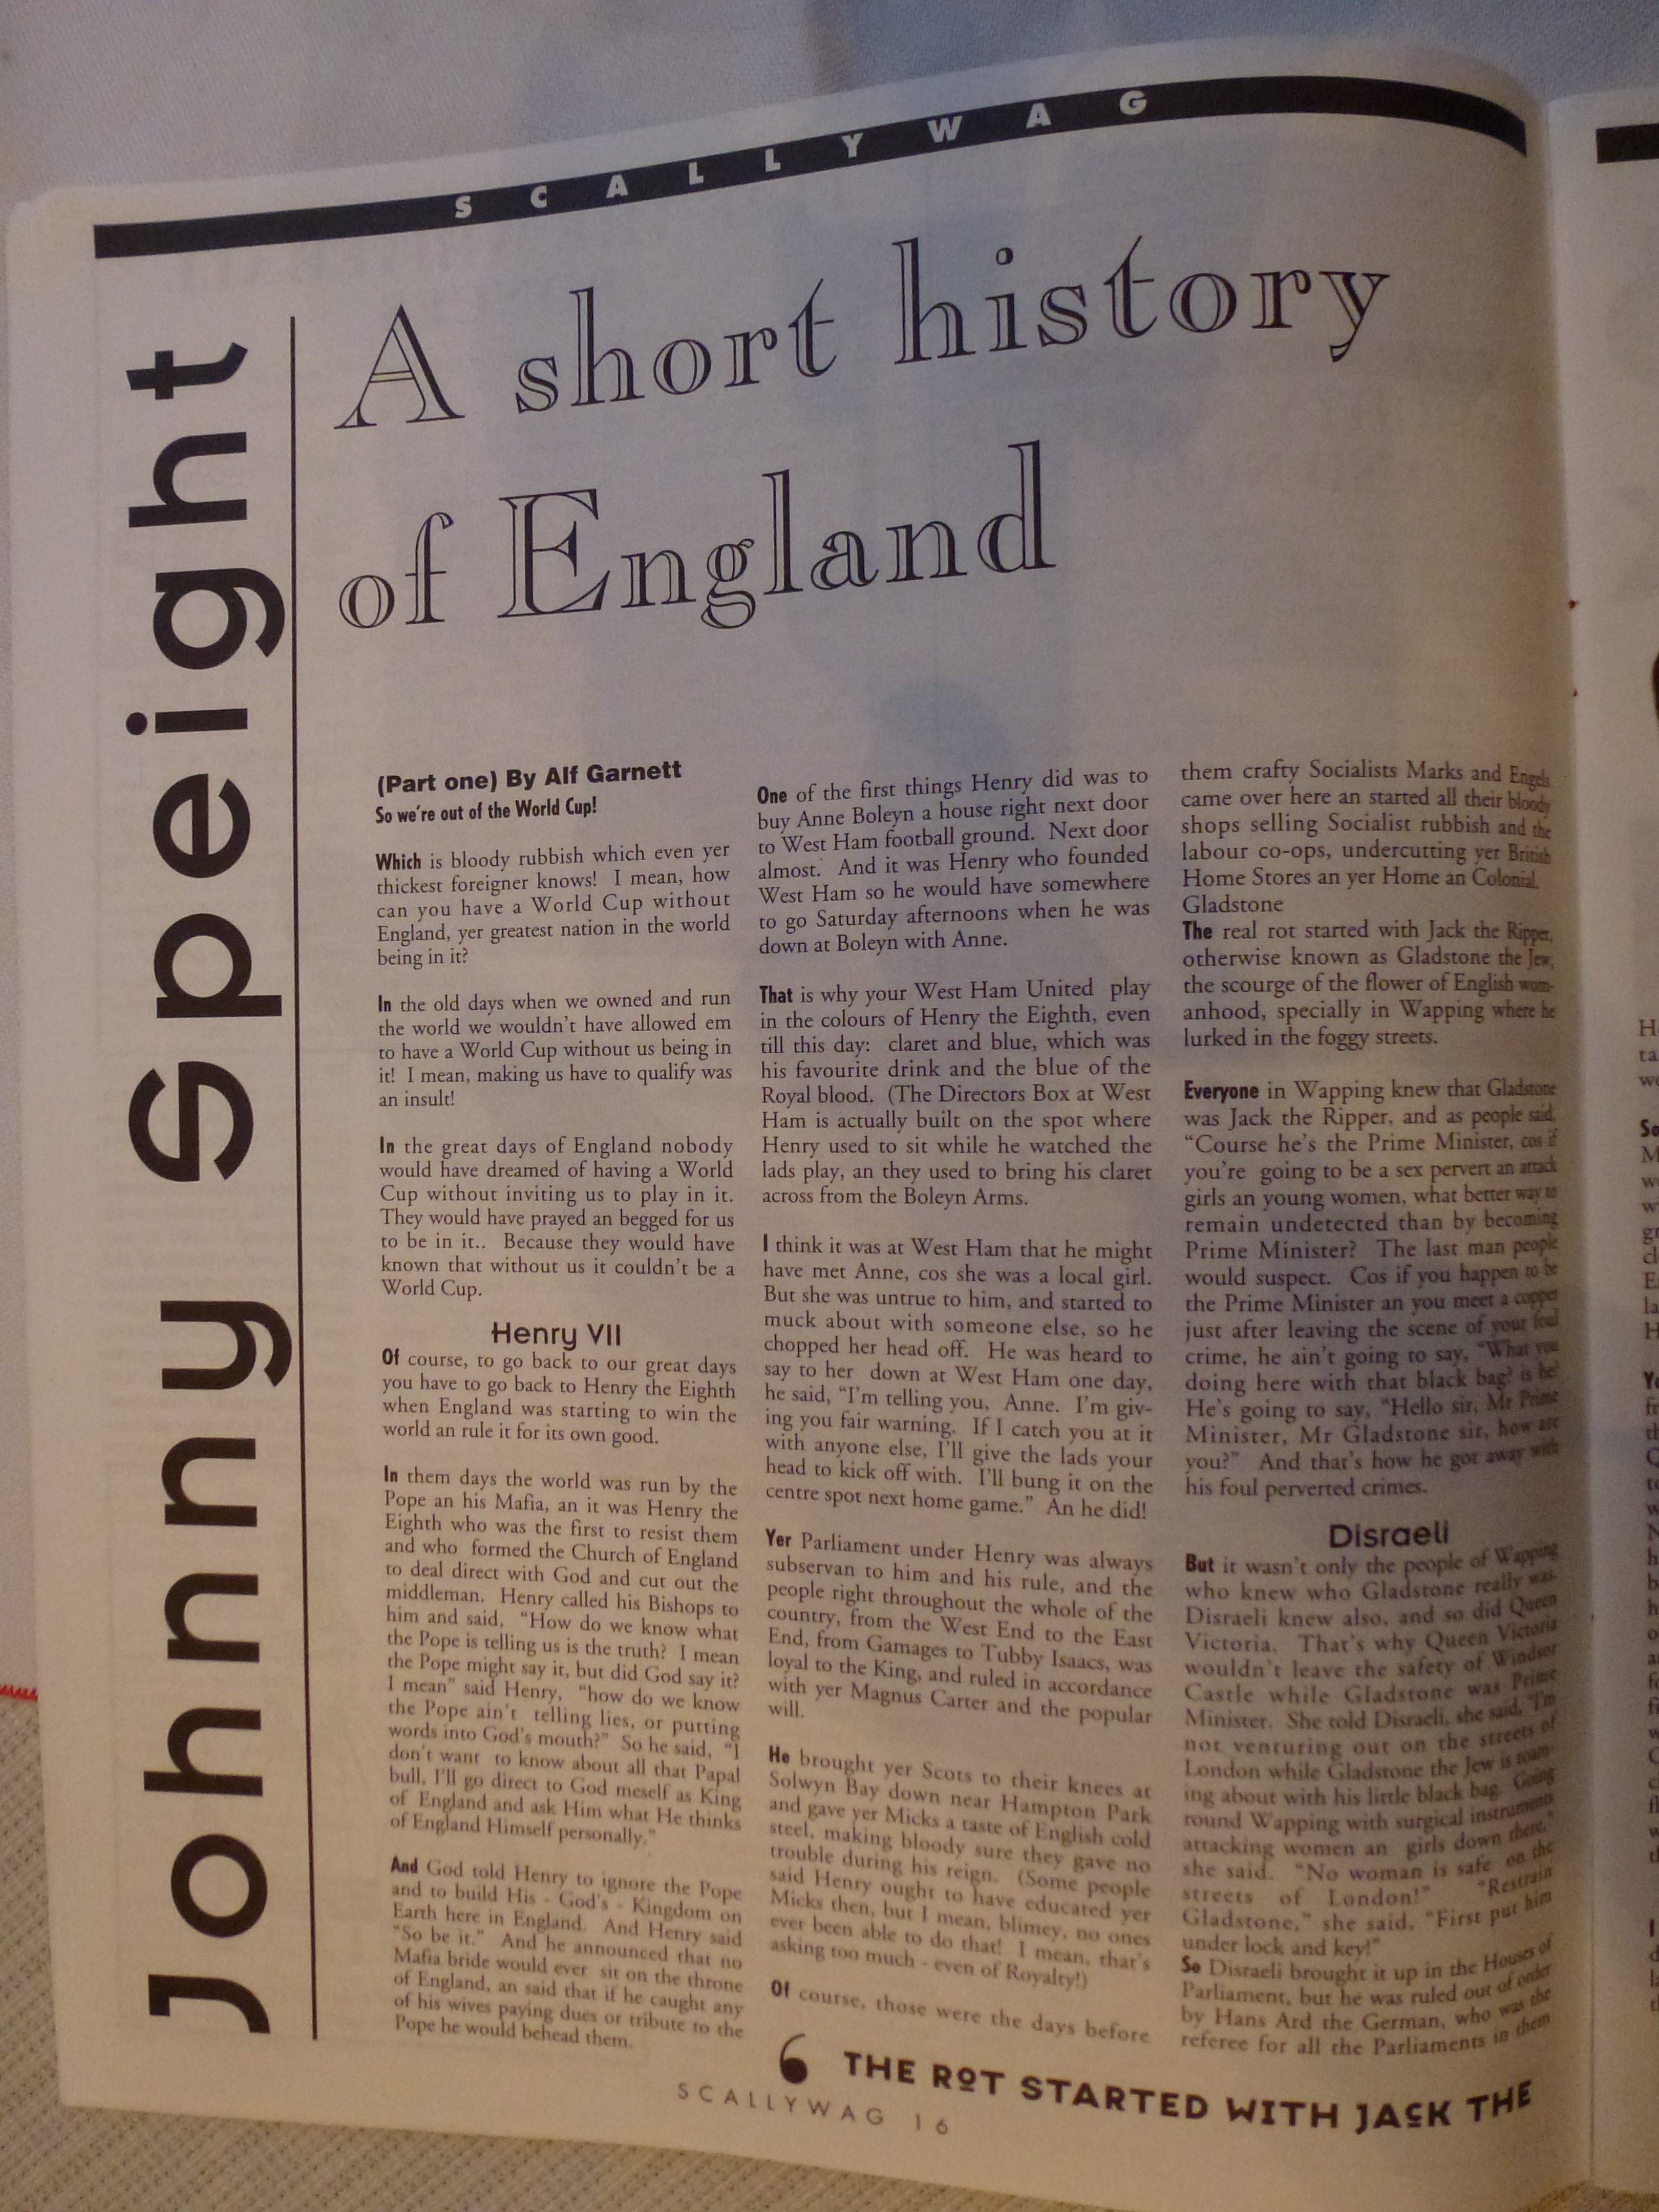 SCALLYWAG
Johnny Speight
A short history
of England
(Part one) By Alf Garnett
So we're out of the World Cup!
Which is bloody rubbish which even yer
thickest foreigner knows! I mean, how
can you have a World Cup without
England, yer greatest nation in the world
being in it?
In the old days when we owned and run
the world we wouldn't have allowed em
to have a World Cup without us being in
it! I mean, making us have to qualify was
an insult!
In the great days of England nobody
would have dreamed of having a World
Cup without inviting us to play in it.
They would have prayed an begged for us
to be in it.. Because they would have
known that without us it couldn't be a
World Cup.
Henry VII
Of course, to go back to our great days
you have to go back to Henry the Eighth
when England was starting to win the
world an rule it for its own good.
In them days the world was run by the
Pope an his Mafia, an it was Henry the
Eighth who was the first to resist them
and who formed the Church of England
to deal direct with God and cut out the
middleman. Henry called his Bishops to
him and said, "How do we know what
the Pope is telling us is the truth? I mean
the Pope might say it, but did God say it?
I mean" said Henry, "how do we know
the Pope ain't telling lies, or putting
words into God's mouth?" So he said, "I
don't want to know about all that Papal
bull, I'll go direct to God meself as King
of England and ask Him what He thinks
of England Himself personally."
And God told Henry to ignore the Pope
and to build His - God's - Kingdom on
Earth here in England. And Henry said
"So be it." And he announced that no
Mafia bride would ever sit on the throne
of England, an said that if he caught any
of his wives paying dues or tribute to the
Pope he would behead them.
One of the first things Henry did was to
buy Anne Boleyn a house right next door
to West Ham football ground. Next door
almost. And it was Henry who founded
West Ham so he would have somewhere
to go Saturday afternoons when he was
down at Boleyn with Anne.
That is why your West Ham United play
in the colours of Henry the Eighth, even
till this day: claret and blue, which was
his favourite drink and the blue of the
Royal blood. (The Directors Box at West
Ham is actually built on the spot where
Henry used to sit while he watched the
lads play, an they used to bring his claret
across from the Boleyn Arms.
I think it was at West Ham that he might
have met Anne, cos she was a local girl.
But she was untrue to him, and started to
muck about with someone else, so he
chopped her head off. He was heard to
say to her down at West Ham one day,
he said, "I'm telling you, Anne. I'm giv-
ing you fair warning. If I catch you at it
with anyone else, I'll give the lads your
head to kick off with. I'll bung it on the
centre spot next home game." An he did!
Yer Parliament under Henry was always
subservan to him and his rule, and the
people right throughout the whole of the
country, from the West End to the East
End, from Gamages to Tubby Isaacs, was
loyal to the King, and ruled in accordance
with yer Magnus Carter and the popular
will.
He brought yer Scots to their knees at
Solwyn Bay down near Hampton Park
and gave yer Micks a taste of English cold
steel, making bloody sure they gave no
trouble during his reign. (Some people
said Henry ought to have educated yer
Micks then, but I mean, blimey, no ones
ever been able to do that! I mean, that's
asking too much - even of Royalty!)
Of course, those were the days before
them crafty Socialists Marks and Engels
came over here an started all their bloody
shops selling Socialist rubbish and the
labour co-ops, undercutting yer British
Home Stores an yer Home an Colonial.
Gladstone
The real rot started with Jack the Ripper,
otherwise known as Gladstone the Jew,
the scourge of the flower of English wom-
anhood, specially in Wapping where he
lurked in the foggy streets.
Everyone in Wapping knew that Gladstone
was Jack the Ripper, and as people said,
"Course he's the Prime Minister, cos if
you're going to be a sex pervert an attack
girls an young women, what better way to
remain undetected than by becoming
Prime Minister? The last man people
would suspect. Cos if you happen to be
the Prime Minister an you meet a copper
just after leaving the scene of your foul
crime, he ain't going to say, "What you
doing here with that black bag? is he?
He's going to say, "Hello sir, Mr Prime
Minister, Mr Gladstone sir, how are
you?" And that's how he got away with
his foul perverted crimes.
Disraeli
But it wasn't only the people of Wapping
who knew who Gladstone really was.
Disraeli knew also, and so did Queen
Victoria. That's why Queen Victoria
wouldn't leave the safety of Windsor
Castle while Gladstone was Prime
Minister. She told Disraeli, she said, "I'm
not venturing out on the streets of
London while Gladstone the Jew is roam-
ing about with his little black bag. Going
round Wapping with surgical instruments
attacking women an girls down there,"
she said. "No woman is safe on the
streets of London!" "Restrain
Gladstone," she said, "First put him
under lock and key!"
So Disraeli brought it up in the Houses of
Parliament, but he was ruled out of order
by Hans Ard the German, who was the
referee for all the Parliaments in them
❛ THE ROT STARTED WITH JACK THE
SCALLYWAG 16